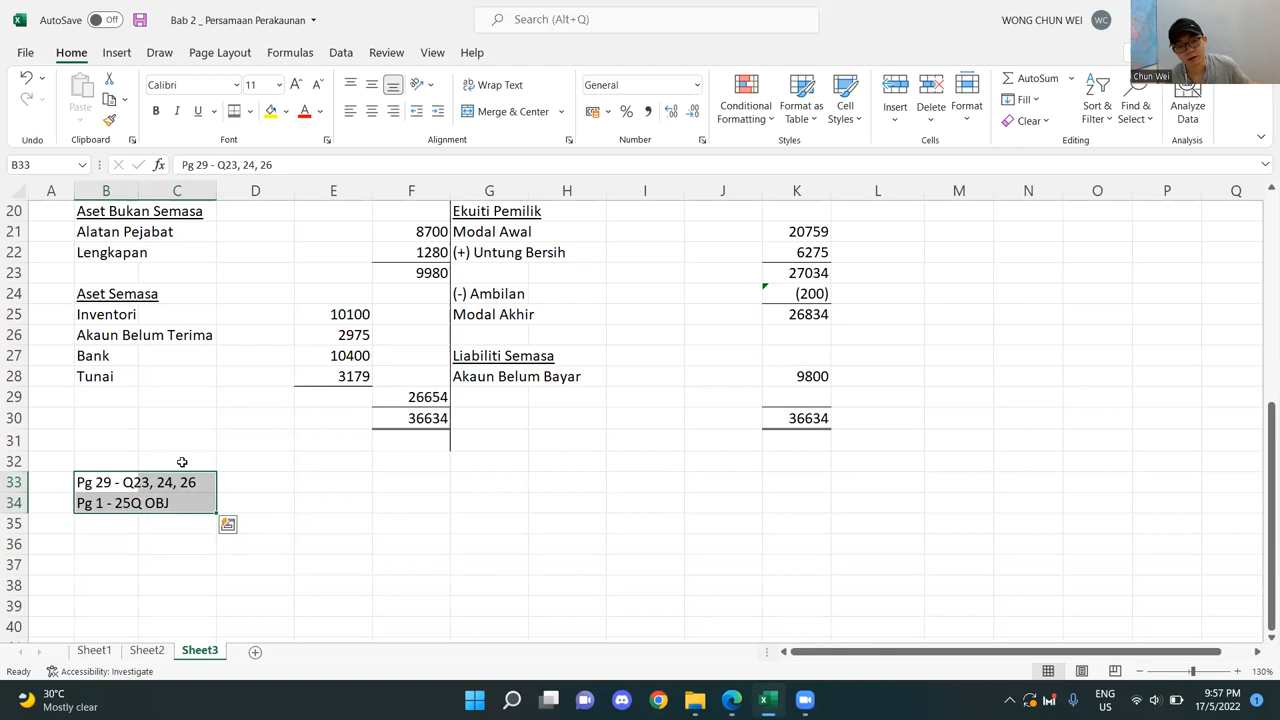 AutoSave Off Bab 2 _ Persamaan Perakaunan Search (Alt+Q) WONG CHUN WEI WC
Chun Wei
File Home Insert Draw Page Layout Formulas Data Review View Help
Paste Calibri 11 A A Wrap Text General Conditional Formatting Format as Table Cell Styles Insert Delete Format AutoSum Fill Clear Sort & Filter Find & Select Analyze Data
B I U A Merge & Center % 9
Undo Clipboard Font Alignment Number Styles Cells Editing Analysis
B33 fx Pg 29 - Q23, 24, 26
A B C D E F G H I J K L M N O P Q
20 Aset Bukan Semasa Ekuiti Pemilik
21 Alatan Pejabat 8700 Modal Awal 20759
22 Lengkapan 1280 (+) Untung Bersih 6275
23 9980 27034
24 Aset Semasa (-) Ambilan (200)
25 Inventori 10100 Modal Akhir 26834
26 Akaun Belum Terima 2975
27 Bank 10400 Liabiliti Semasa
28 Tunai 3179 Akaun Belum Bayar 9800
29 26654
30 36634 36634
31
32
33 Pg 29 - Q23, 24, 26
34 Pg 1 - 25Q OBJ
35
36
37
38
39
40
Sheet1 Sheet2 Sheet3
Ready Accessibility: Investigate 130%
30°C
Mostly clear
ENG
US
9:57 PM
17/5/2022
1